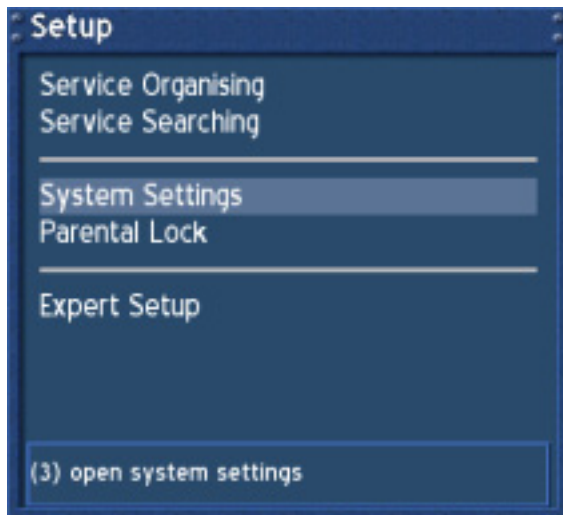 Setup
Service Organising
Service Searching
System Settings
Parental Lock
Expert Setup
(3) open system settings